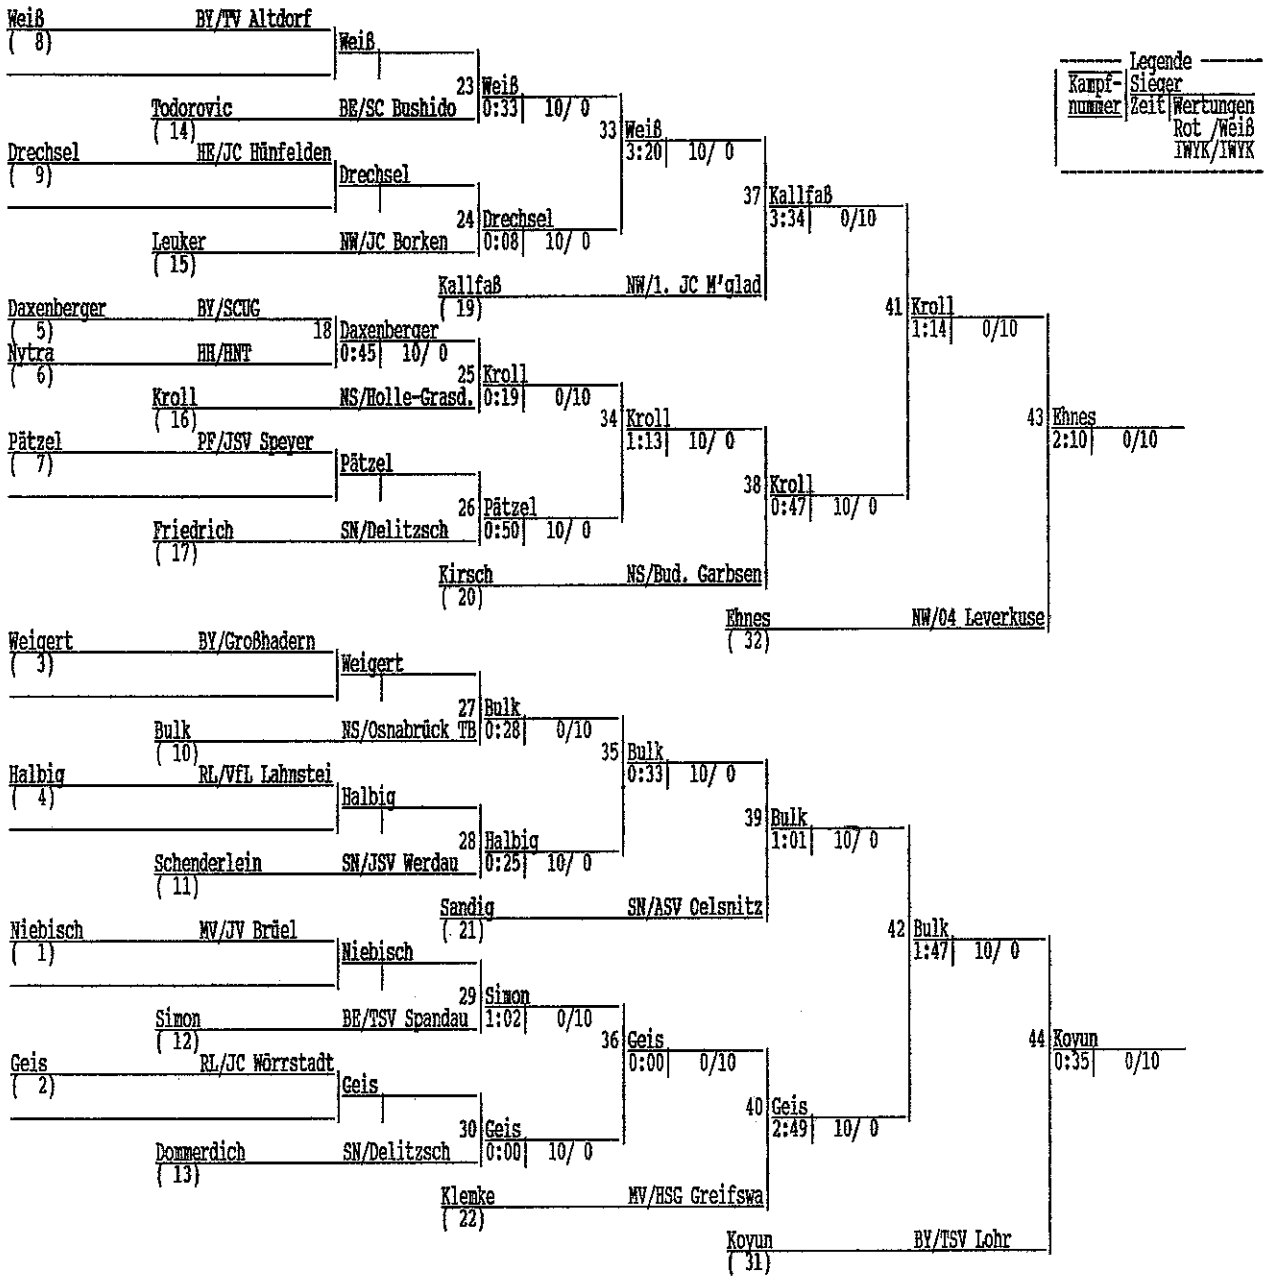 Weiß BY/TV Altdorf
( 8)
Weiß
23 Weiß
0:33 10/ 0
Todorovic BE/SC Bushido
( 14)
33 Weiß
3:20 10/ 0
Drechsel HE/JC Hünfelden
( 9)
Drechsel
24 Drechsel
0:08 10/ 0
Leuker NW/JC Borken
( 15)
37 Kallfaß
3:34 0/10
Kallfaß NW/1. JC M'glad
( 19)
Daxenberger BY/SCUG
( 5)
18 Daxenberger
0:45 10/ 0
Nytra HH/HNT
( 6)
25 Kroll
0:19 0/10
Kroll NS/Holle-Grasd.
( 16)
34 Kroll
1:13 10/ 0
41 Kroll
1:14 0/10
Pätzel PF/JSV Speyer
( 7)
Pätzel
26 Pätzel
0:50 10/ 0
Friedrich SN/Delitzsch
( 17)
38 Kroll
0:47 10/ 0
Kirsch NS/Bud. Garbsen
( 20)
43 Ehnes
2:10 0/10
Ehnes NW/04 Leverkuse
( 32)
Weigert BY/Großhadern
( 3)
Weigert
27 Bulk
0:28 0/10
Bulk NS/Osnabrück TB
( 10)
35 Bulk
0:33 10/ 0
Halbig RL/VfL Lahnstei
( 4)
Halbig
28 Halbig
0:25 10/ 0
Schenderlein SN/JSV Werdau
( 11)
39 Bulk
1:01 10/ 0
Sandig SN/ASV Oelsnitz
( 21)
42 Bulk
1:47 10/ 0
Niebisch MV/JV Brüel
( 1)
Niebisch
29 Simon
1:02 0/10
Simon BE/TSV Spandau
( 12)
36 Geis
0:00 0/10
Geis RL/JC Wörrstadt
( 2)
Geis
30 Geis
0:00 10/ 0
Dommerdich SN/Delitzsch
( 13)
40 Geis
2:49 10/ 0
Klemke MV/HSG Greifswa
( 22)
44 Koyun
0:35 0/10
Koyun BY/TSV Lohr
( 31)
Legende
Kampf- Sieger
nummer Zeit Wertungen
Rot /Weiß
IWYK/IWYK